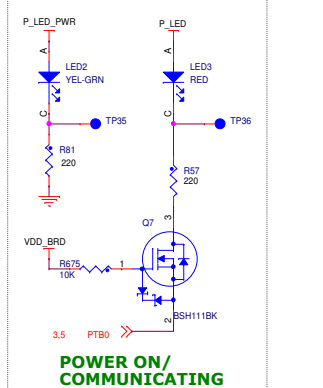 P_LED_PWR
P_LED
A
A
LED2
YEL-GRN
LED3
RED
C
C
TP35
TP36
R81
220
R57
220
3
Q7
VDD_BRD
R675
10K
1
BSH111BK
2
3,5
PTB0
POWER ON/
COMMUNICATING